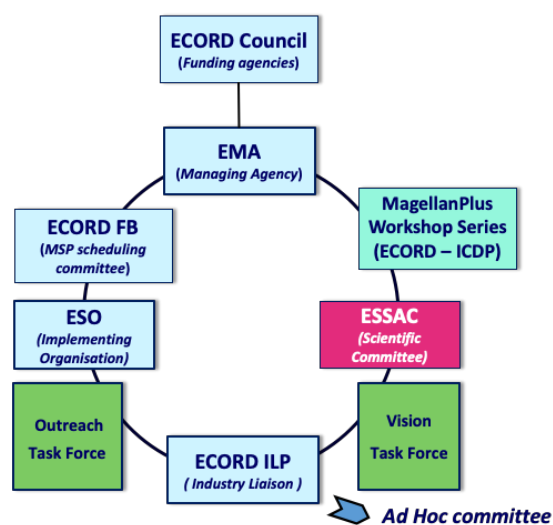 ECORD Council
(Funding agencies)
EMA
(Managing Agency)
MagellanPlus
Workshop Series
(ECORD – ICDP)
ECORD FB
(MSP scheduling
committee)
ESO
(Implementing
Organisation)
ESSAC
(Scientific
Committee)
Outreach
Task Force
Vision
Task Force
ECORD ILP
( Industry Liaison )
Ad Hoc committee